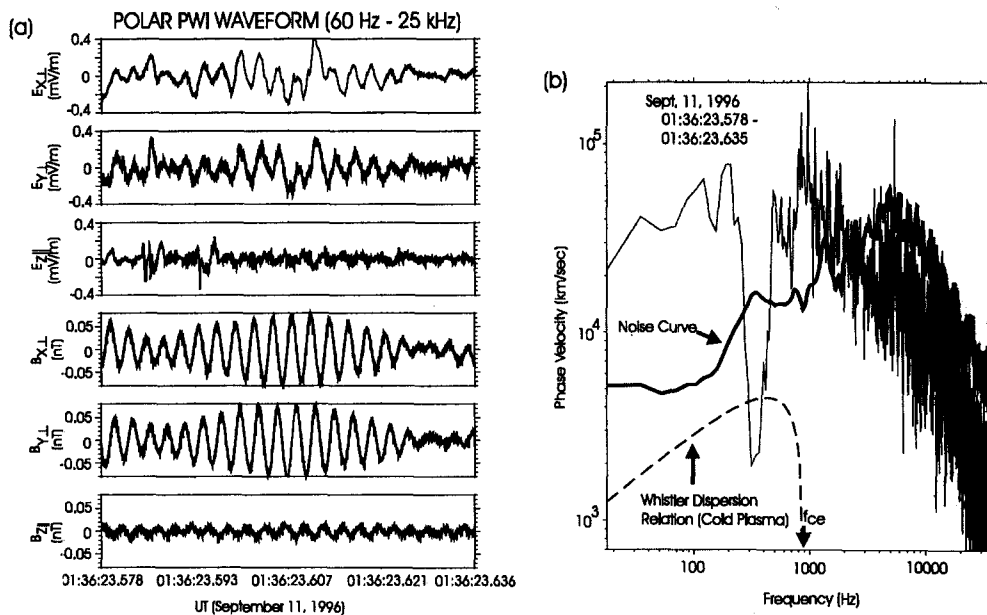 (a)
POLAR PWI WAVEFORM (60 Hz - 25 kHz)
0.4
0
-0.4
EX⊥
(mV/m)
0.4
0
-0.4
EY⊥
(mV/m)
0.4
0
-0.4
EZ||
(mV/m)
0.05
0
-0.05
BX⊥
(nT)
0.05
0
-0.05
BY⊥
(nT)
0.05
0
-0.05
BZ||
(nT)
01:36:23,578 01:36:23,593 01:36:23,607 01:36:23,621 01:36:23,636
UT (September 11, 1996)
(b)
Sept. 11, 1996
01:36:23,578 -
01:36:23,635
Phase Velocity (km/sec)
10^5
10^4
10^3
Noise Curve
Whistler Dispersion
Relation (Cold Plasma)
fce
100 1000 10000
Frequency (Hz)